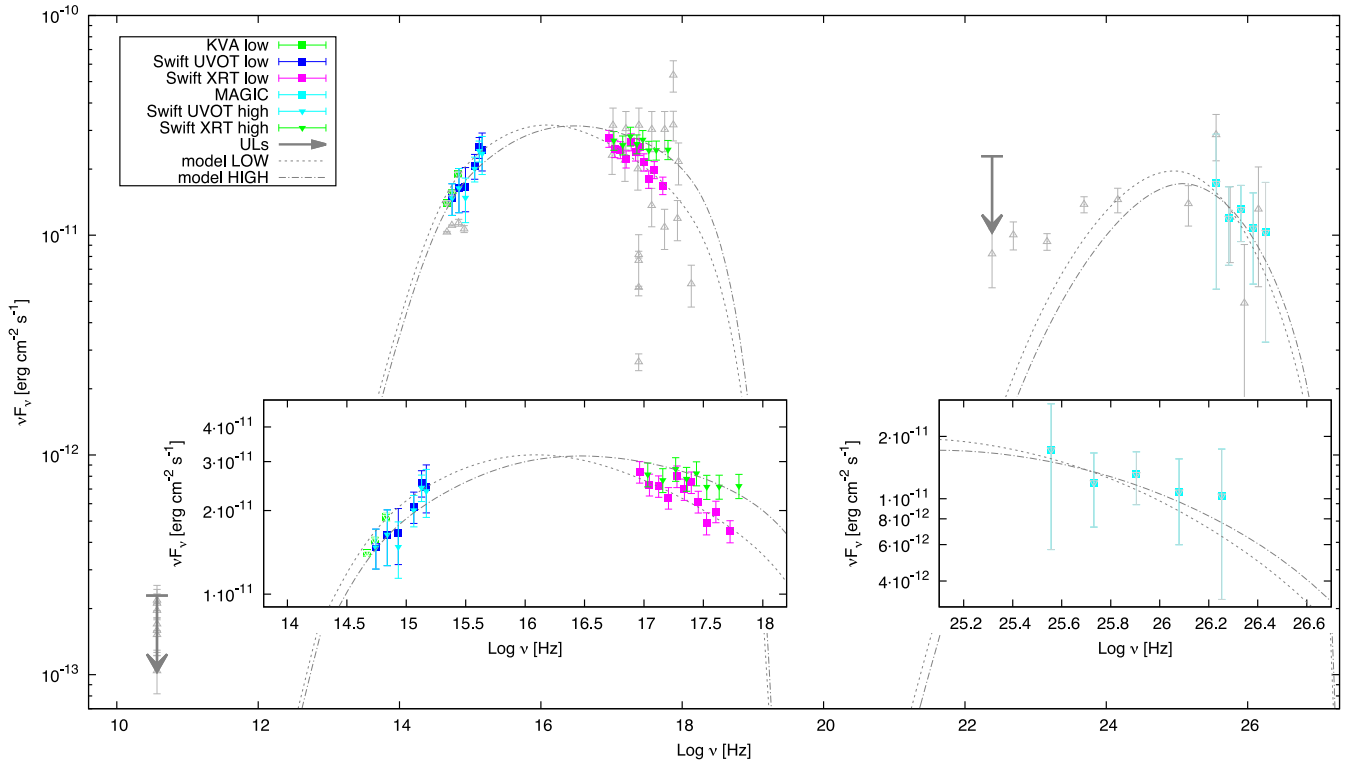 10⁻¹⁰
KVA low
Swift UVOT low
Swift XRT low
MAGIC
Swift UVOT high
Swift XRT high
ULs
model LOW
model HIGH
10⁻¹¹
νFν [erg cm⁻² s⁻¹]
10⁻¹²
10⁻¹³
10 12 14 16 18 20 22 24 26
Log ν [Hz]
4·10⁻¹¹
3·10⁻¹¹
2·10⁻¹¹
1·10⁻¹¹
νFν [erg cm⁻² s⁻¹]
14 14.5 15 15.5 16 16.5 17 17.5 18
Log ν [Hz]
2·10⁻¹¹
1·10⁻¹¹
8·10⁻¹²
6·10⁻¹²
4·10⁻¹²
νFν [erg cm⁻² s⁻¹]
25.2 25.4 25.6 25.8 26 26.2 26.4 26.6
Log ν [Hz]